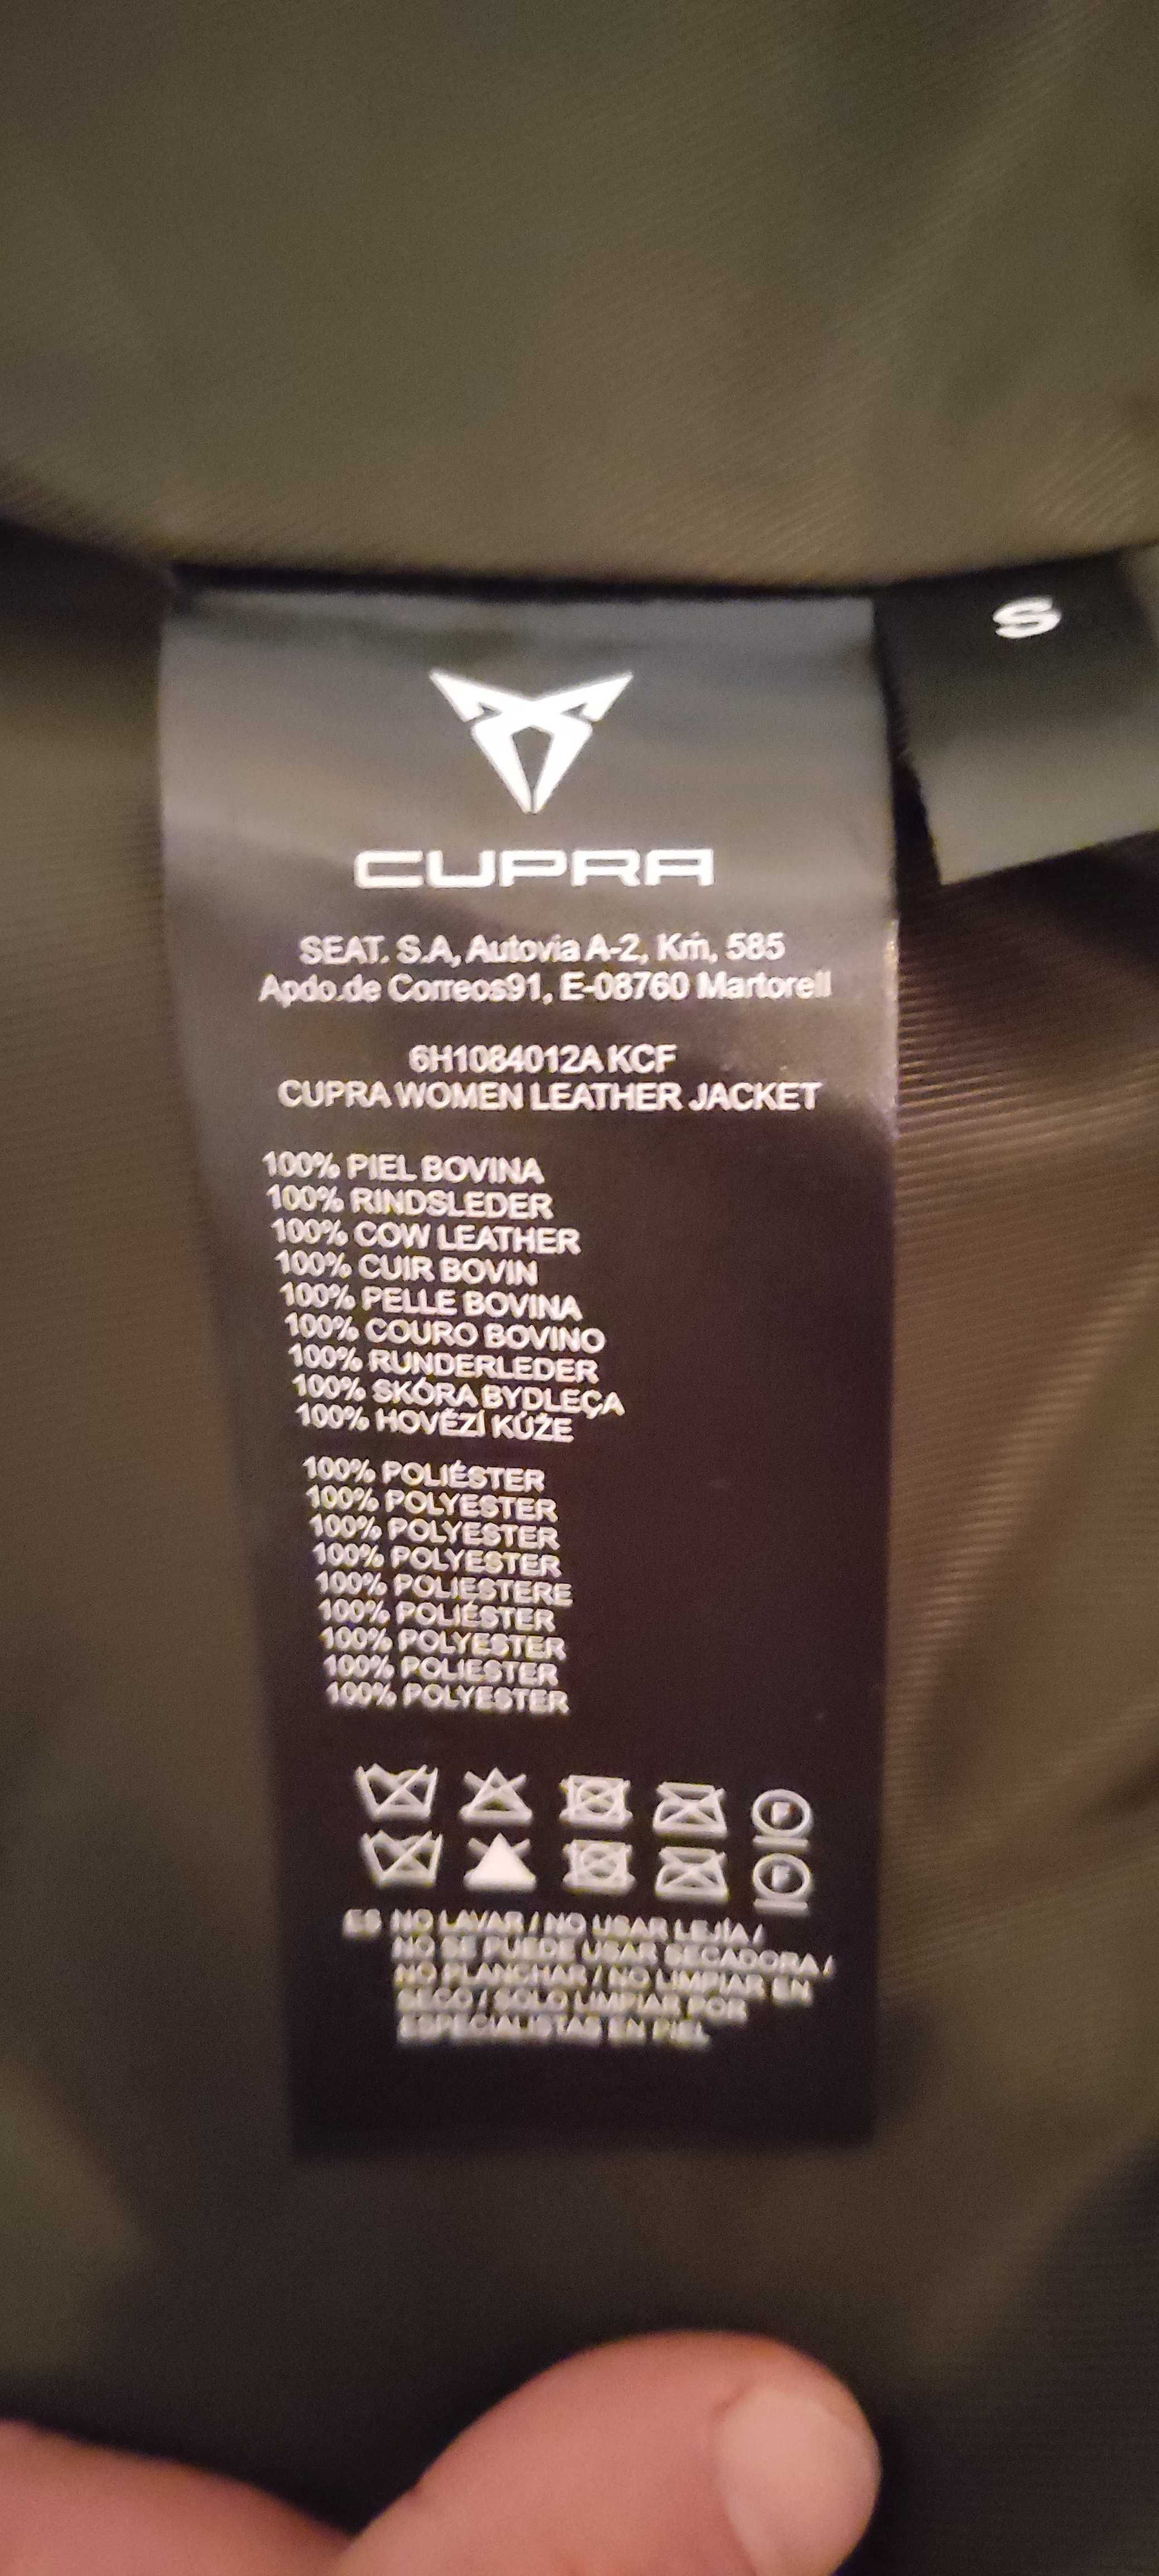 S
CUPRA
SEAT. S.A, Autovia A-2, Km, 585
Apdo.de Correos91, E-08760 Martorell
6H1084012A KCF
CUPRA WOMEN LEATHER JACKET
100% PIEL BOVINA
100% RINDSLEDER
100% COW LEATHER
100% CUIR BOVIN
100% PELLE BOVINA
100% COURO BOVINO
100% RUNDERLEDER
100% SKÓRA BYDLEÇA
100% HOVĚZÍ KŮŽE
100% POLIÉSTER
100% POLYESTER
100% POLYESTER
100% POLYESTER
100% POLIESTERE
100% POLIÉSTER
100% POLYESTER
100% POLIESTER
100% POLYESTER
P
F
ES NO LAVAR / NO USAR LEJÍA /
NO SE PUEDE USAR SECADORA /
NO PLANCHAR / NO LIMPIAR EN
SECO / SOLO LIMPIAR POR
ESPECIALISTAS EN PIEL